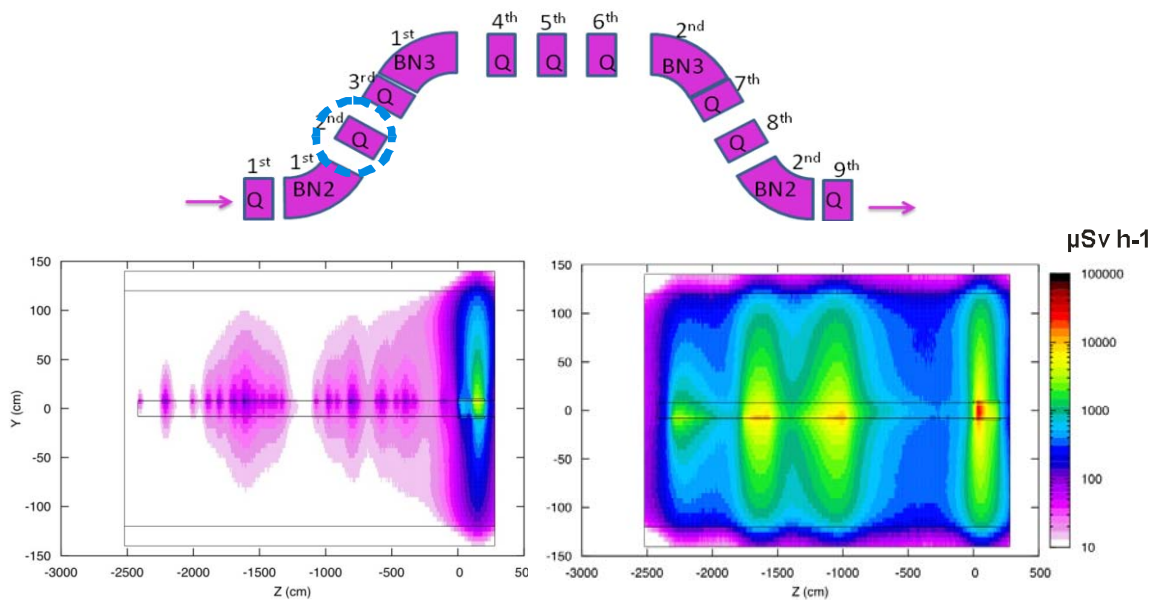 1st 4th 5th 6th 2nd
BN3 Q Q Q BN3
3rd 7th
Q Q
2nd 8th
Q Q
1st 1st 2nd 9th
Q BN2 BN2 Q
µSv h-1
150 150 100000
100 100
50 50 10000
0 0
Y (cm) 1000
-50 -50
-100 -100 100
-150 -150 10
-3000 -2500 -2000 -1500 -1000 -500 0 50 -3000 -2500 -2000 -1500 -1000 -500 0 500
Z (cm) Z (cm)